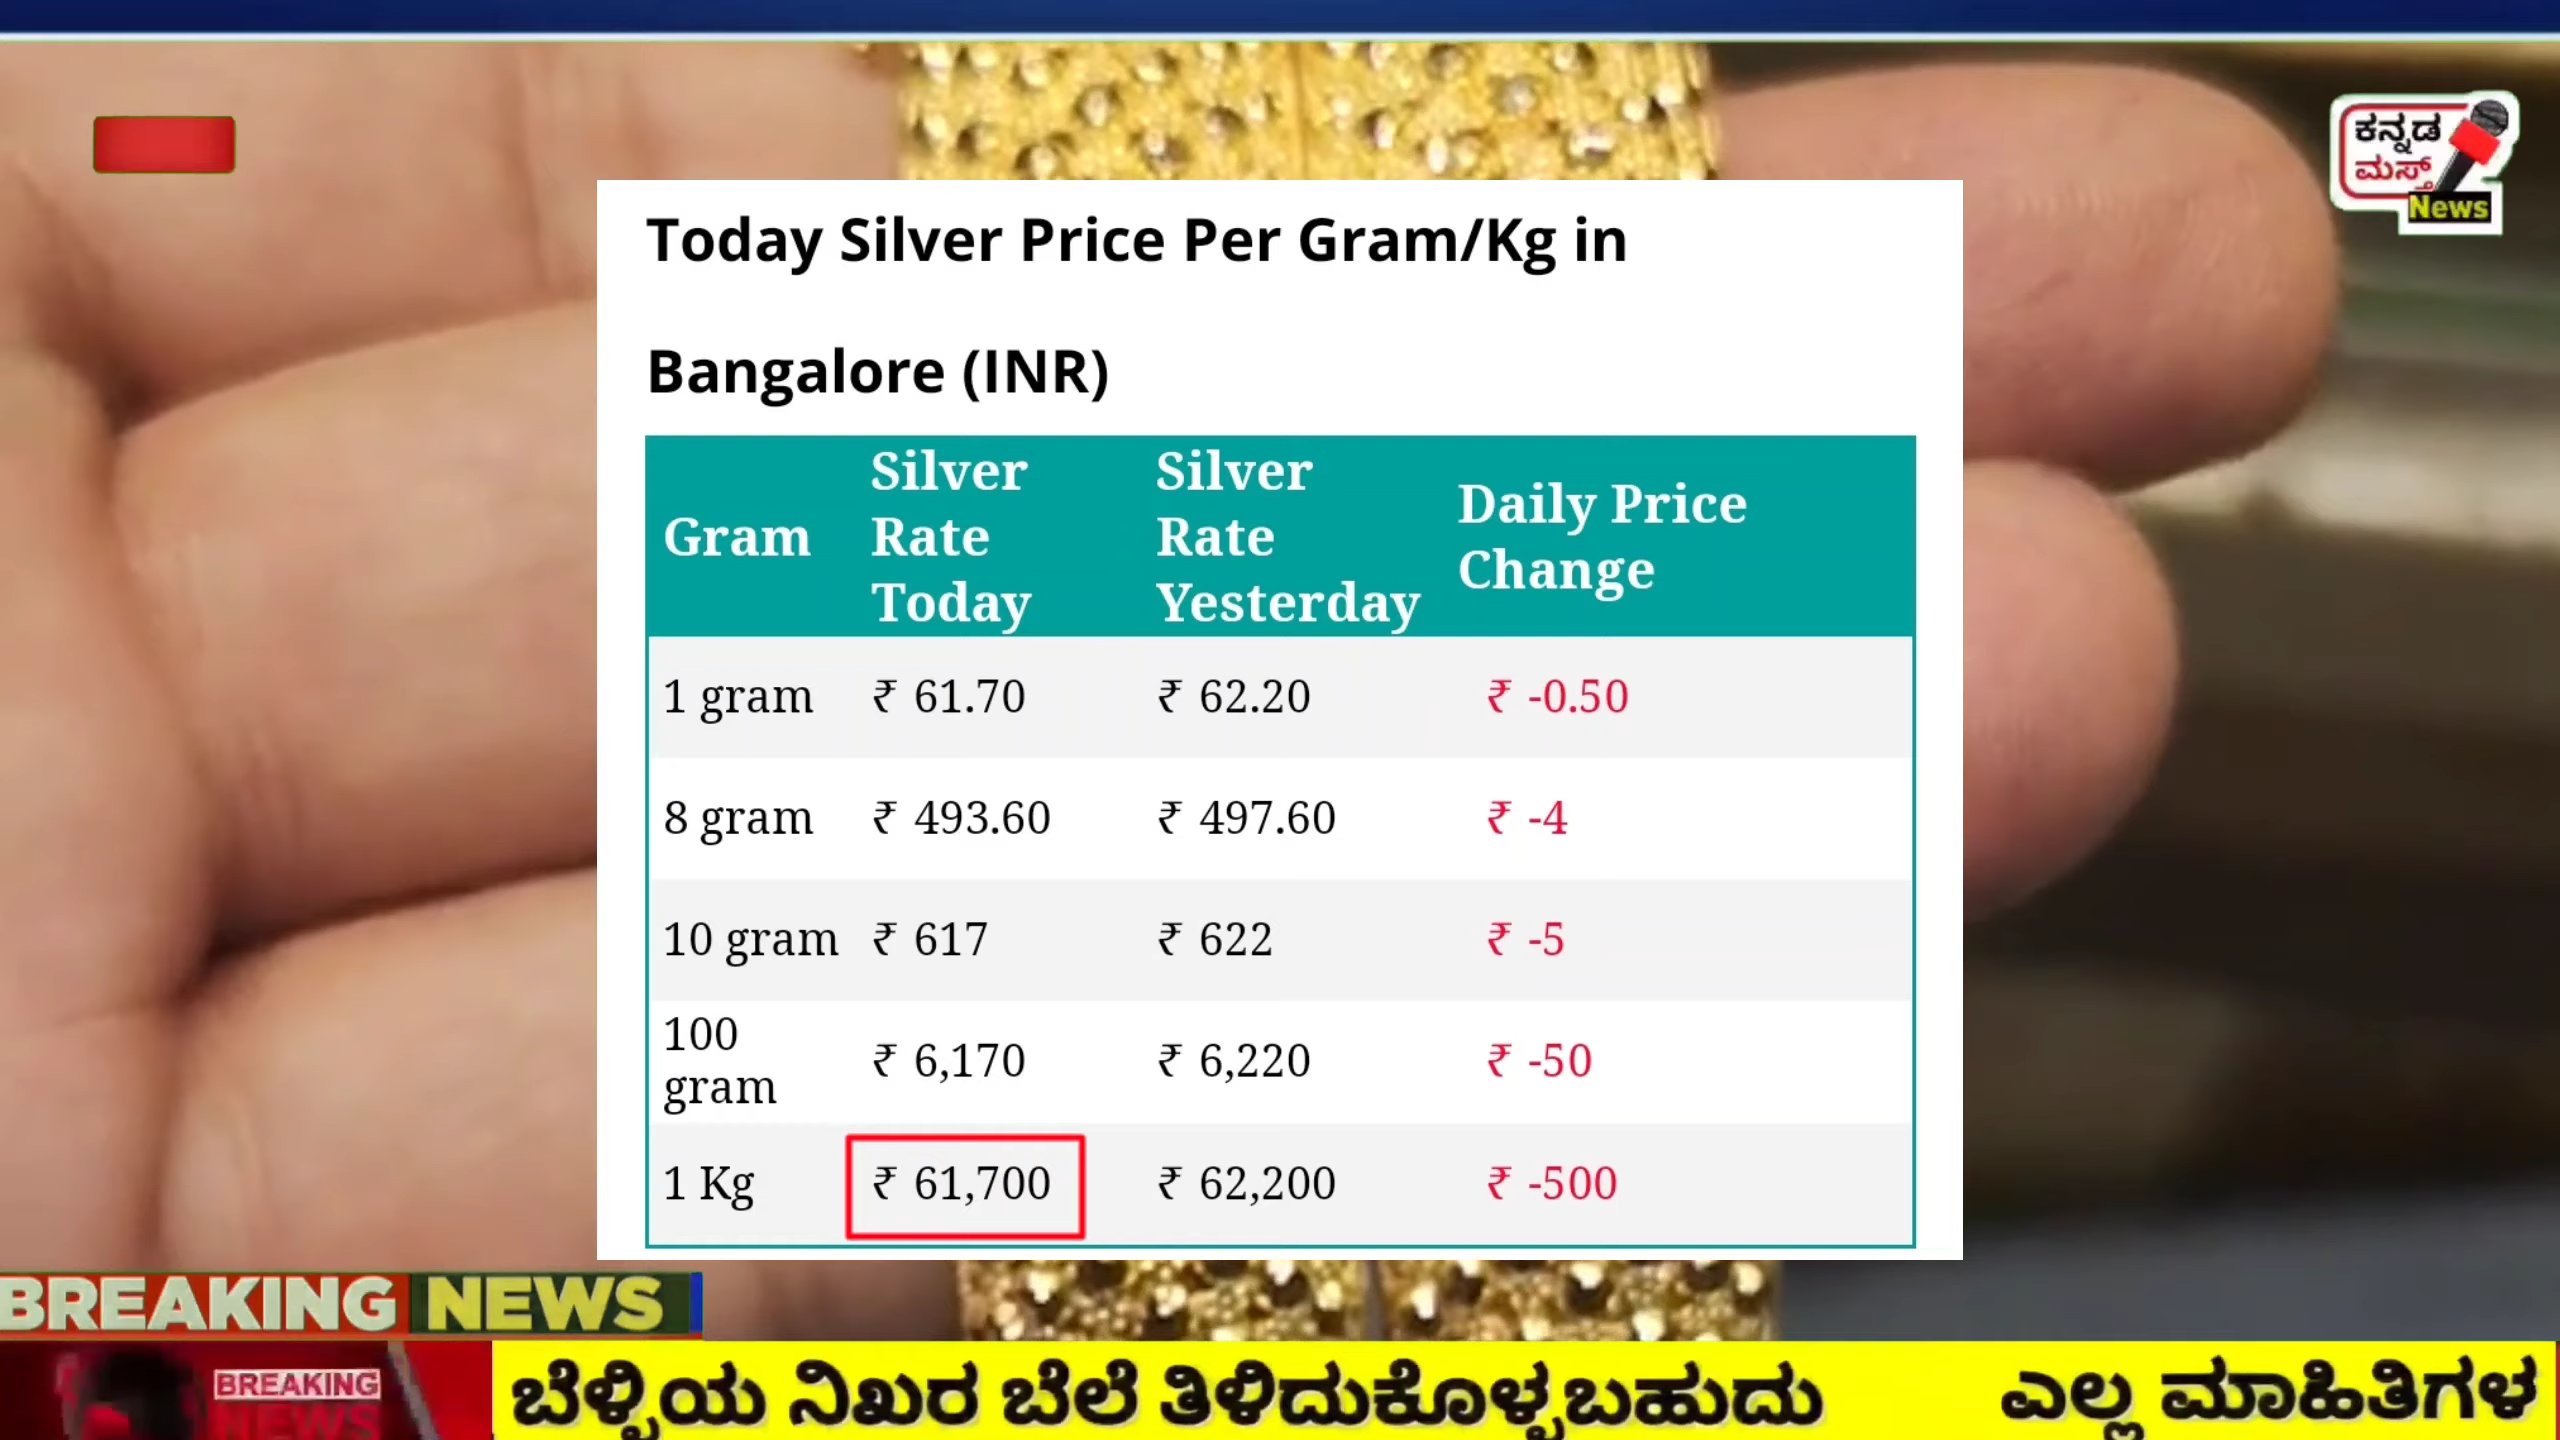 ಕನ್ನಡ
ಮಸ್ತ್
News
Today Silver Price Per Gram/Kg in
Bangalore (INR)
Gram Silver Rate Today Silver Rate Yesterday Daily Price Change
1 gram ₹ 61.70 ₹ 62.20 ₹ -0.50
8 gram ₹ 493.60 ₹ 497.60 ₹ -4
10 gram ₹ 617 ₹ 622 ₹ -5
100 gram ₹ 6,170 ₹ 6,220 ₹ -50
1 Kg ₹ 61,700 ₹ 62,200 ₹ -500
BREAKING NEWS
BREAKING
NEWS
ಬೆಳ್ಳಿಯ ನಿಖರ ಬೆಲೆ ತಿಳಿದುಕೊಳ್ಳಬಹುದು ಎಲ್ಲ ಮಾಹಿತಿಗಳ